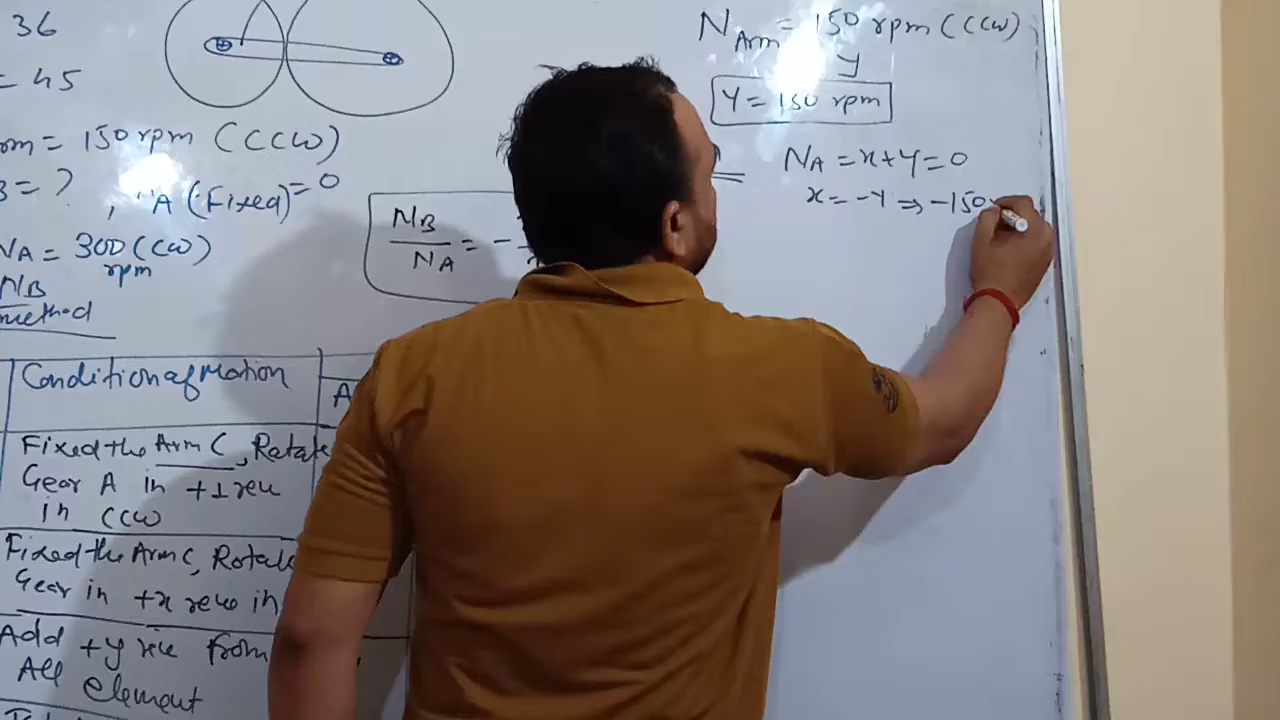 36
= 45
= 150 rpm (CCW)
= ? , A (Fixed) = 0
NA = 300 (CW)
rpm
NB
method
NB
NA
= -
Condition of Motion
A
Fixed the Arm C, Rotate
Gear A in +1 rev
in CCW
Fixed the Arm C, Rotate
Gear in +x rev in
Add +y rev from
All element
NArm = 150 rpm (CCW)
y
Y = 150 rpm
NA = x + y = 0
x = -y ⇒ -150